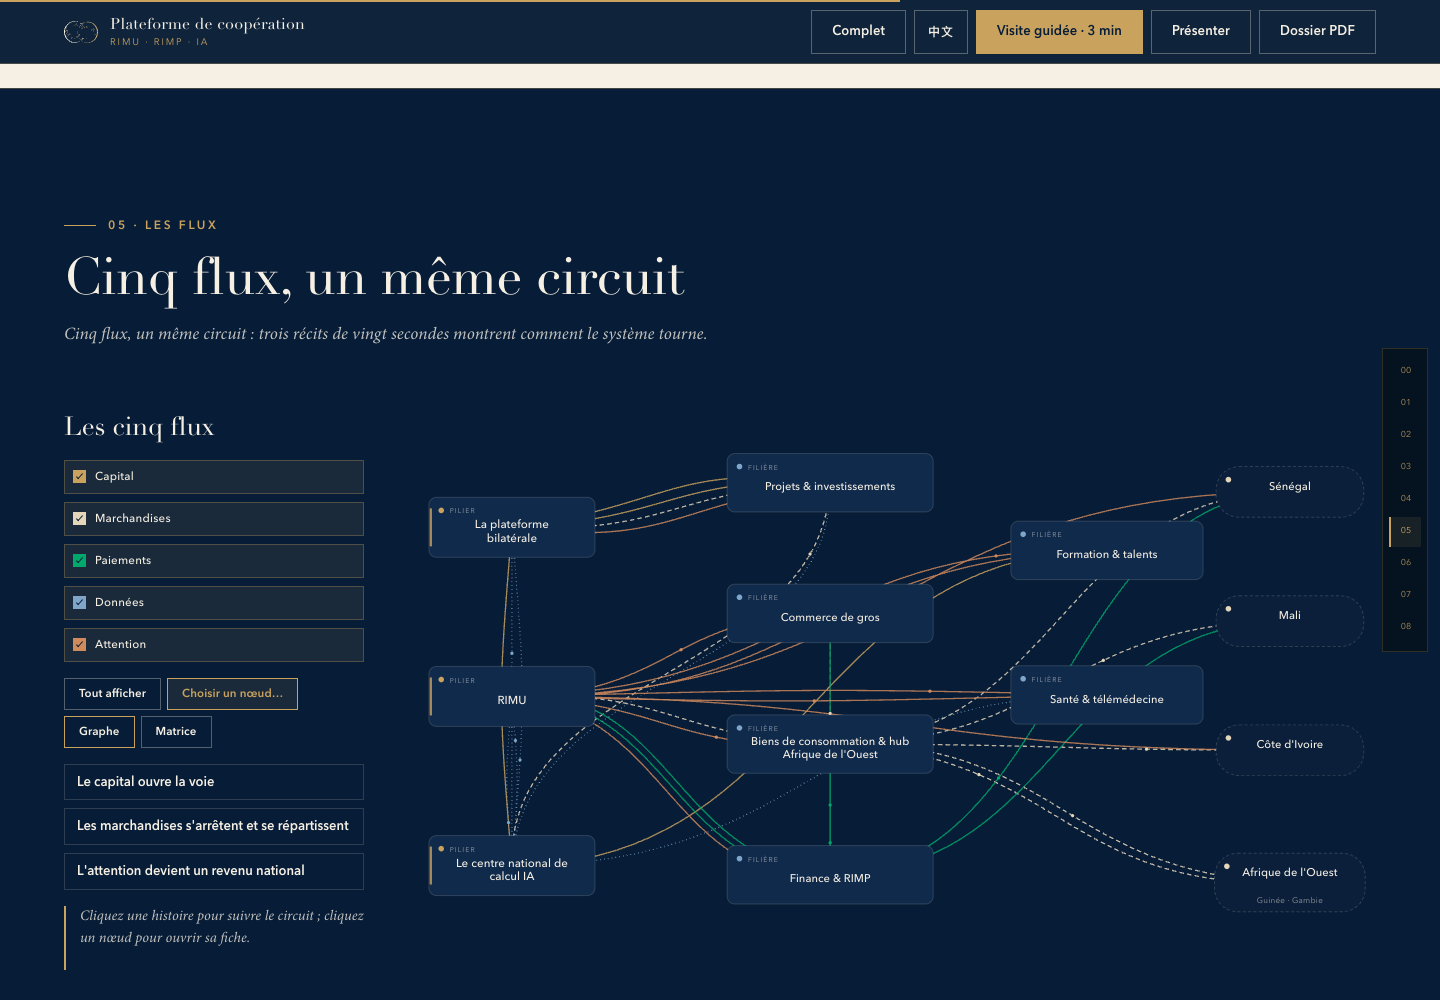 Plateforme de coopération
RIMU · RIMP · IA
Complet
中文
Visite guidée · 3 min
Présenter
Dossier PDF
05 · LES FLUX
Cinq flux, un même circuit
Cinq flux, un même circuit : trois récits de vingt secondes montrent comment le système tourne.
Les cinq flux
Capital
Marchandises
Paiements
Données
Attention
Tout afficher
Choisir un nœud…
Graphe
Matrice
Le capital ouvre la voie
Les marchandises s'arrêtent et se répartissent
L'attention devient un revenu national
Cliquez une histoire pour suivre le circuit ; cliquez
un nœud pour ouvrir sa fiche.
PILIER
La plateforme
bilatérale
PILIER
RIMU
PILIER
Le centre national de
calcul IA
FILIÈRE
Projets & investissements
FILIÈRE
Commerce de gros
FILIÈRE
Biens de consommation & hub
Afrique de l'Ouest
FILIÈRE
Finance & RIMP
FILIÈRE
Formation & talents
FILIÈRE
Santé & télémédecine
Sénégal
Mali
Côte d'Ivoire
Afrique de l'Ouest
Guinée · Gambie
00
01
02
03
04
05
06
07
08